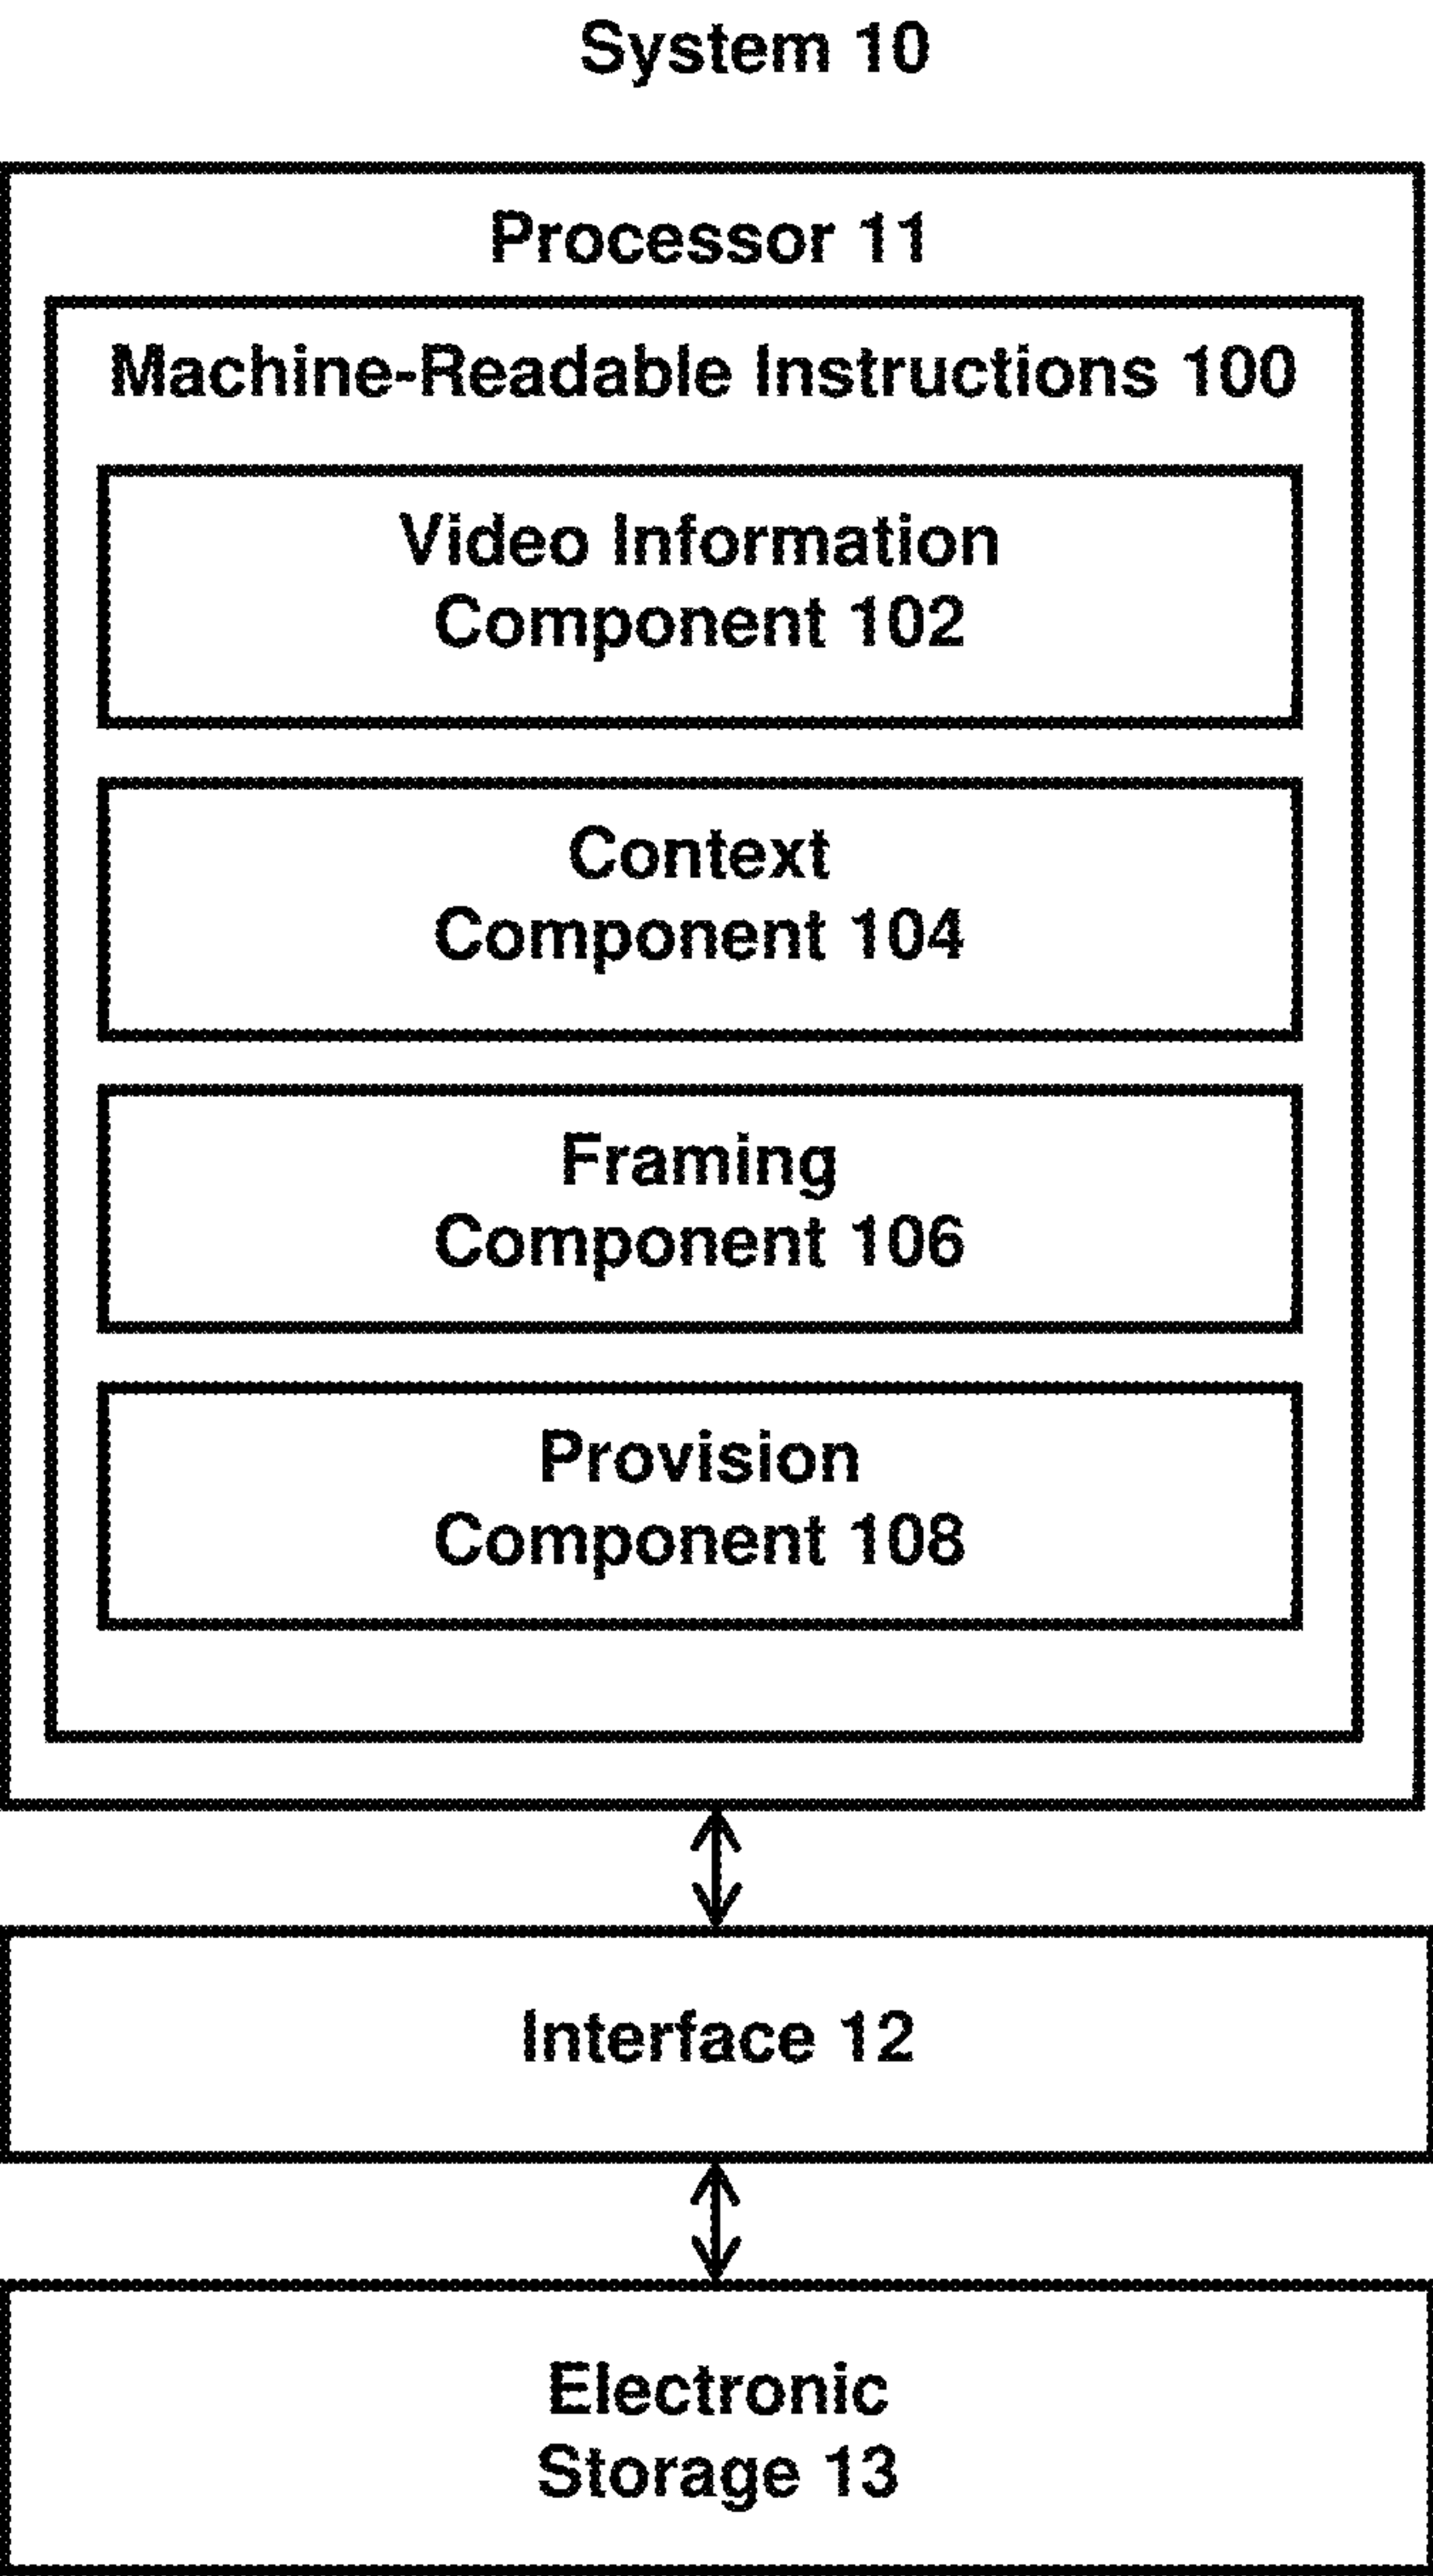 System 10
Processor 11
Machine-Readable Instructions 100
Video Information
Component 102
Context
Component 104
Framing
Component 106
Provision
Component 108
Interface 12
Electronic
Storage 13